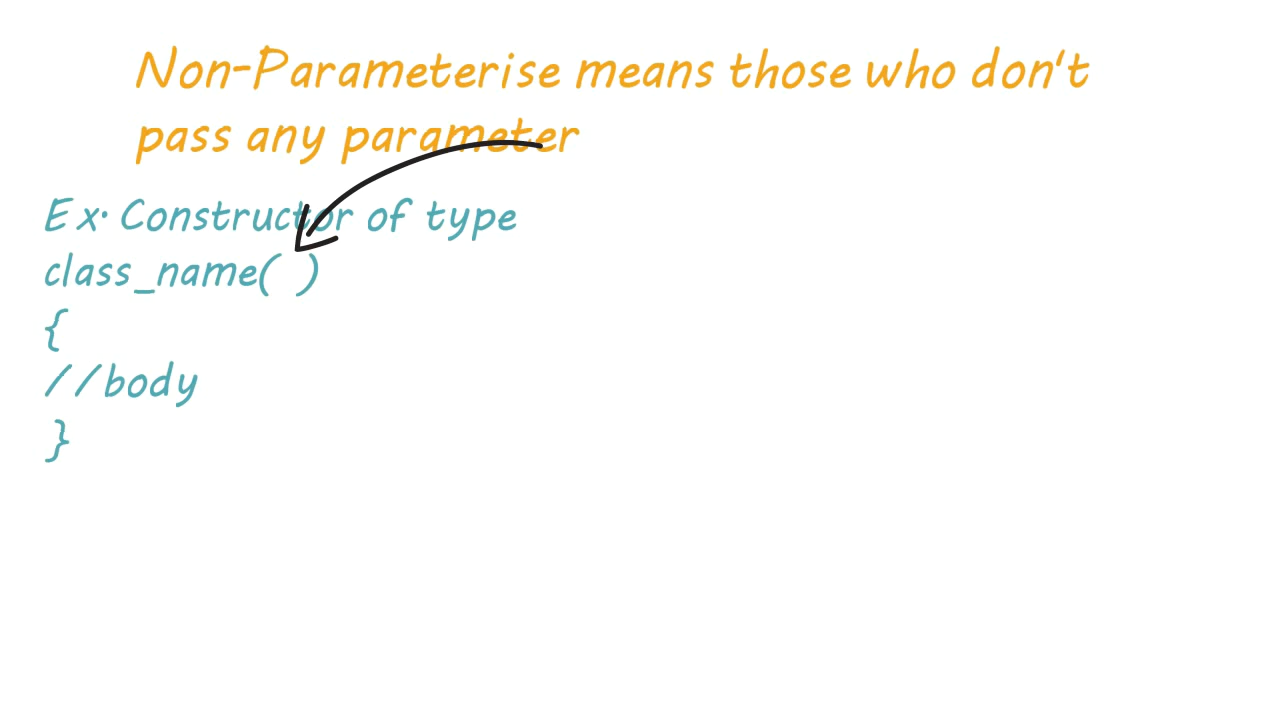 Non-Parameterise means those who don't
pass any parameter
Ex. Constructor of type
class_name( )
{
//body
}